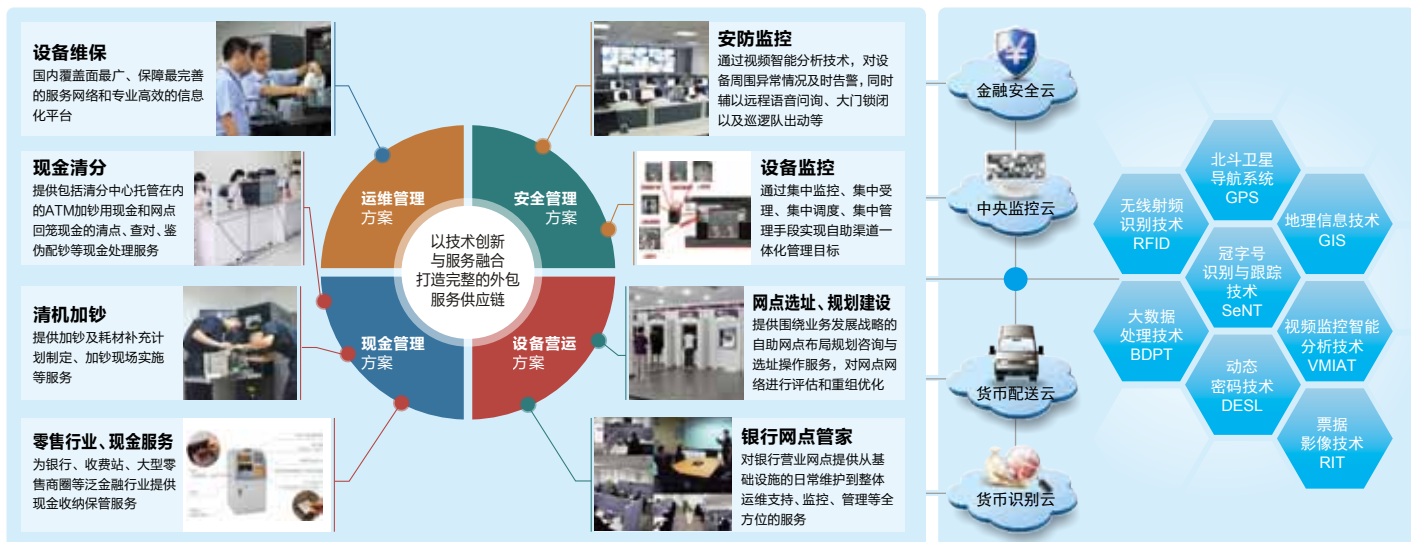 设备维保
国内覆盖面最广、保障最完善
的服务网络和专业高效的信息
化平台
现金清分
提供包括清分中心托管在内
的ATM加钞用现金和网点
回笼现金的清点、查对、鉴
伪配钞等现金处理服务
清机加钞
提供加钞及耗材补充计
划制定、加钞现场实施
等服务
零售行业、现金服务
为银行、收费站、大型零
售商圈等泛金融行业提供
现金收纳保管服务
运维管理
方案
安全管理
方案
以技术创新
与服务融合
打造完整的外包
服务供应链
现金管理
方案
设备营运
方案
安防监控
通过视频智能分析技术，对设
备周围异常情况及时告警，同时
辅以远程语音问询、大门锁闭
以及巡逻队出动等
设备监控
通过集中监控、集中受
理、集中调度、集中管
理手段实现自助渠道一
体化管理目标
网点选址、规划建设
提供围绕业务发展战略的
自助网点布局规划咨询与
选址操作服务，对网点网
络进行评估和重组优化
银行网点管家
对银行营业网点提供从基
础设施的日常维护到整体
运维支持、监控、管理等全
方位的服务
金融安全云
中央监控云
货币配送云
货币识别云
北斗卫星
导航系统
GPS
无线射频
识别技术
RFID
地理信息技术
GIS
冠字号
识别与跟踪
技术
SeNT
大数据
处理技术
BDPT
视频监控智能
分析技术
VMIAT
动态
密码技术
DESL
票据
影像技术
RIT